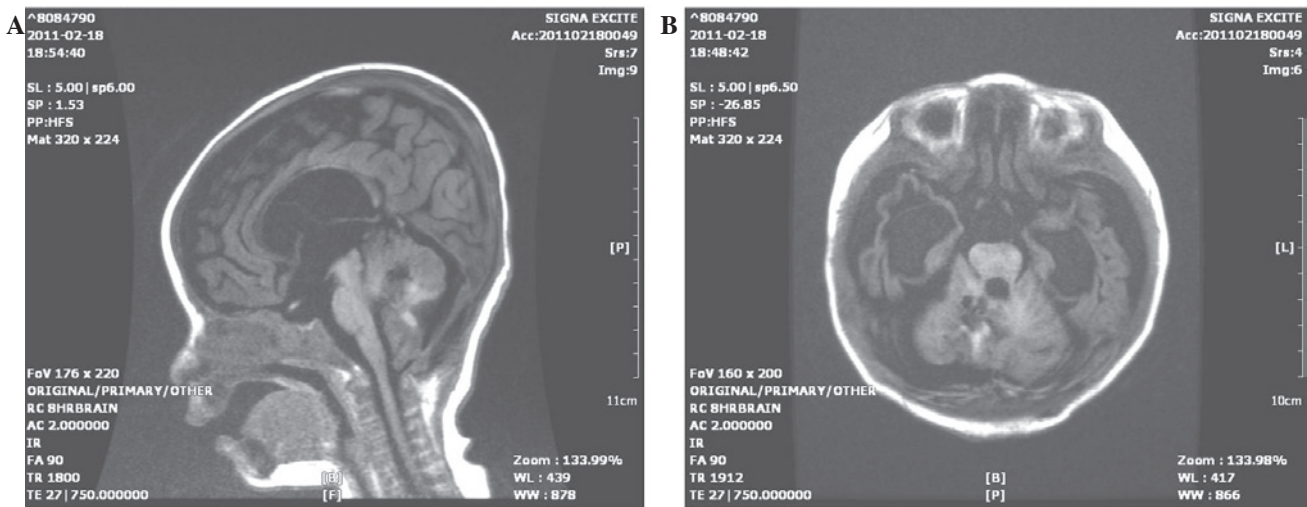 A
^8084790
2011-02-18
18:54:40
SL : 5.00|sp6.00
SP : 1.53
PP:HFS
Mat 320 x 224
SIGNA EXCITE
Acc:201102180049
Srs:7
Img:9
[P]
11cm
FoV 176 x 220
ORIGINAL/PRIMARY/OTHER
RC 8HRBRAIN
AC 2.000000
IR
FA 90
TR 1800
TE 27|750.000000
[F]
Zoom : 133.99%
WL : 439
WW : 878
B
^8084790
2011-02-18
18:48:42
SL : 5.00|sp6.50
SP : -26.85
PP:HFS
Mat 320 x 224
SIGNA EXCITE
Acc:201102180049
Srs:4
Img:6
[L]
10cm
FoV 160 x 200
ORIGINAL/PRIMARY/OTHER
RC 8HRBRAIN
AC 2.000000
IR
FA 90
TR 1912
TE 27|750.000000
[B]
[P]
Zoom : 133.98%
WL : 417
WW : 866